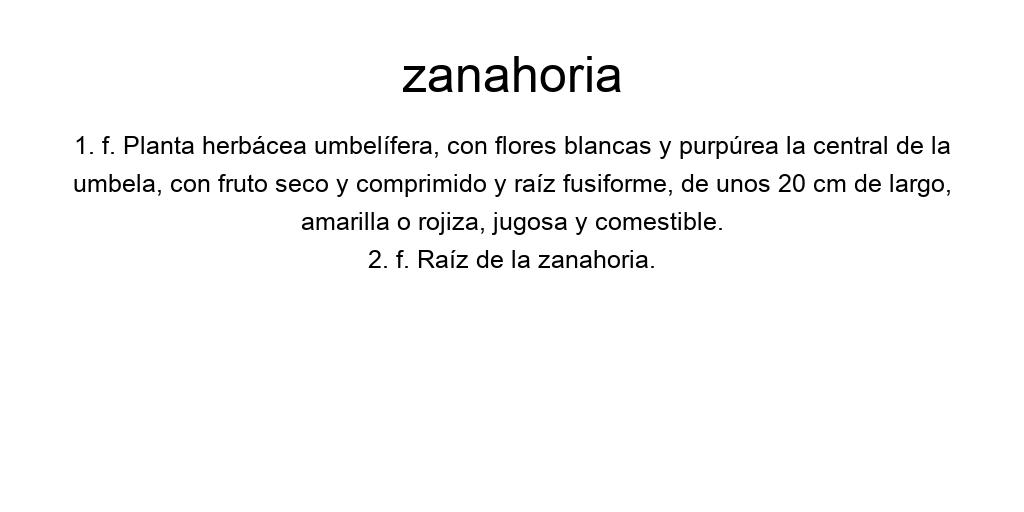 zanahoria
1. f. Planta herbácea umbelífera, con flores blancas y purpúrea la central de la
umbela, con fruto seco y comprimido y raíz fusiforme, de unos 20 cm de largo,
amarilla o rojiza, jugosa y comestible.
2. f. Raíz de la zanahoria.